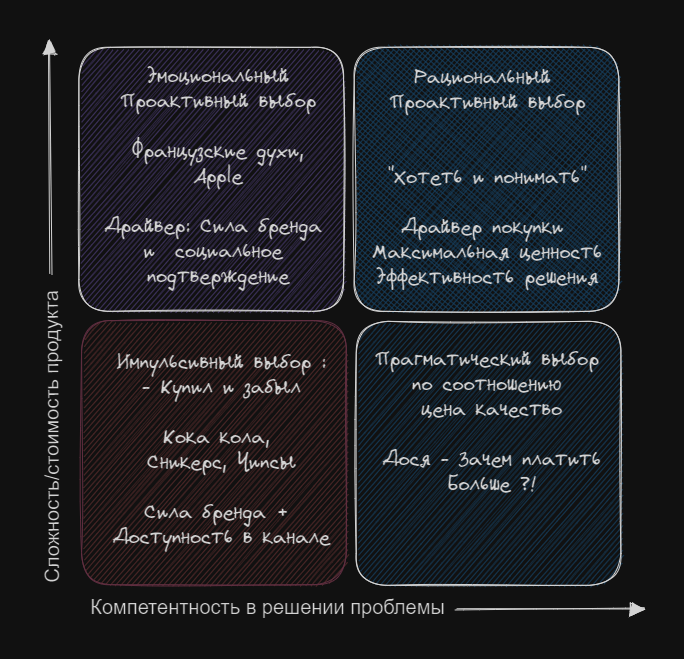 Эмоциональный
Проактивный выбор
Французские духи,
Apple
Драйвер: Сила бренда
и социальное
подтверждение
Рациональный
Проактивный выбор
"Хотеть и понимать"
Драйвер покупки
Максимальная ценность
Эффективность решения
Импульсивный выбор :
- Купил и забыл
Кока кола,
Сникерс, Чипсы
Сила бренда +
Доступность в канале
Прагматический выбор
по соотношению
цена качество
Дося - Зачем платить
Больше ?!
Сложность/стоимость продукта
Компетентность в решении проблемы